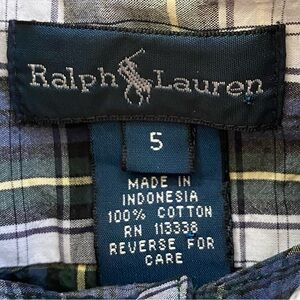 Ralph Lauren
5
MADE IN
INDONESIA
100% COTTON
RN 113338
REVERSE FOR
CARE